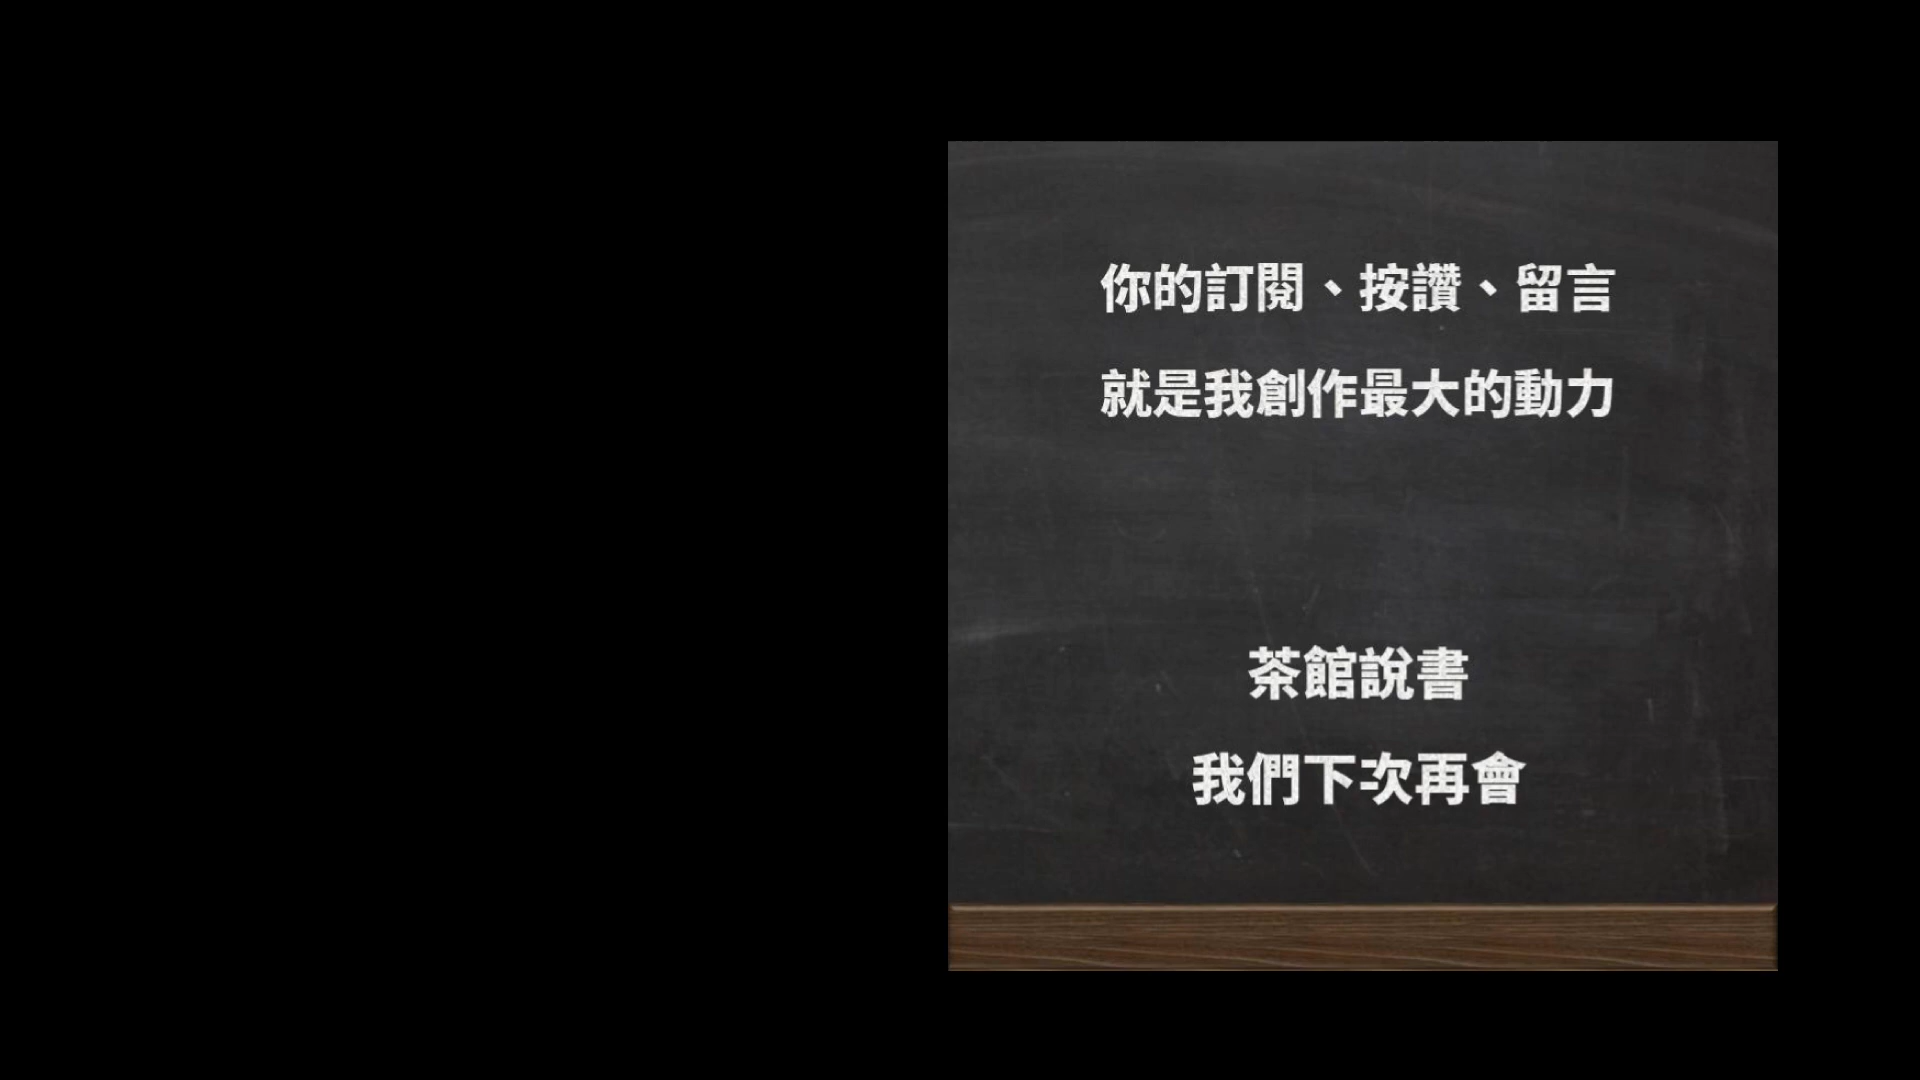 你的訂閱、按讚、留言
就是我創作最大的動力
茶館說書
我們下次再會